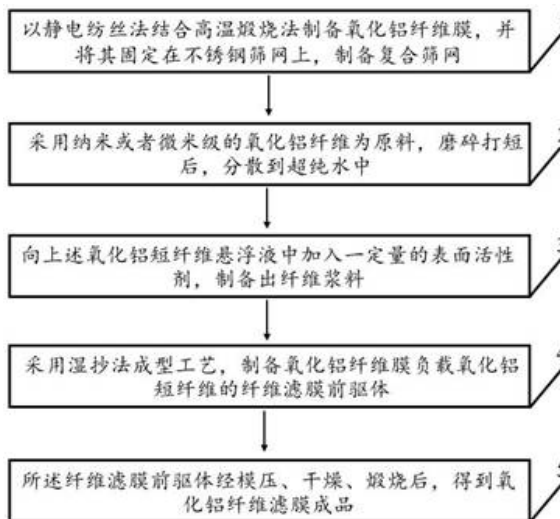 以静电纺丝法结合高温煅烧法制备氧化铝纤维膜，并
将其固定在不锈钢筛网上，制备复合筛网
采用纳米或者微米级的氧化铝纤维为原料，磨碎打短
后，分散到超纯水中
向上述氧化铝短纤维悬浮液中加入一定量的表面活性
剂，制备出纤维浆料
采用湿抄法成型工艺，制备氧化铝纤维膜负载氧化铝
短纤维的纤维滤膜前驱体
所述纤维滤膜前驱体经模压、干燥、煅烧后，得到氧
化铝纤维滤膜成品